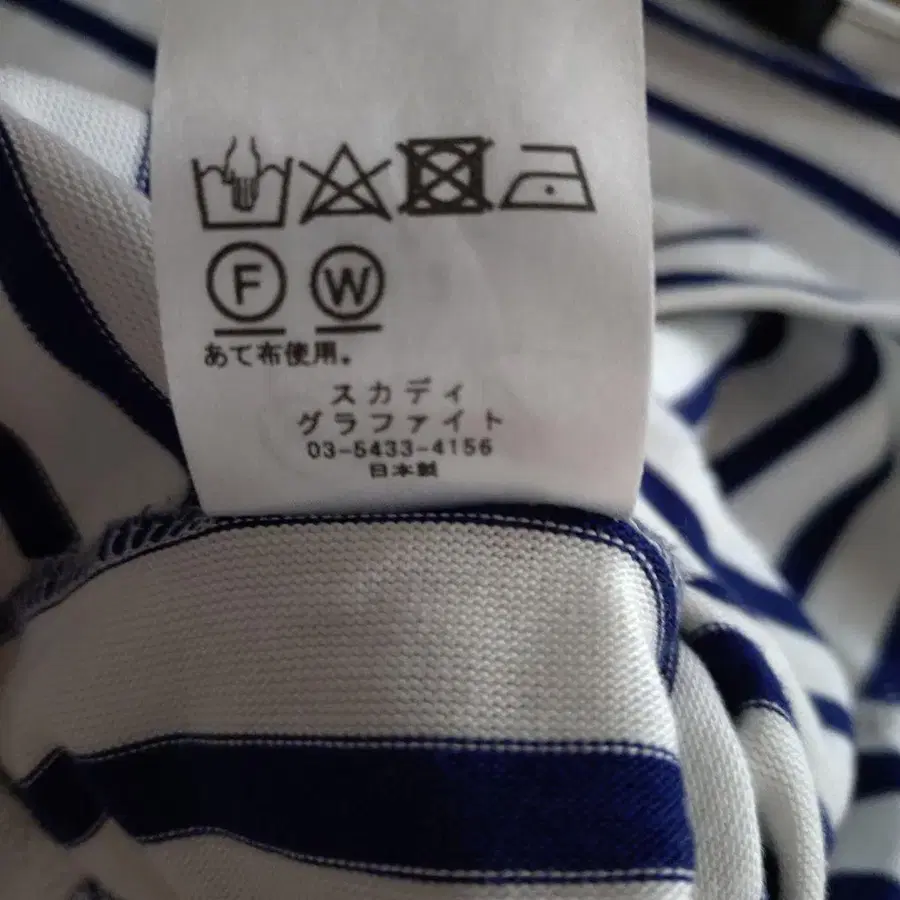 F W
あて布使用。
スカディ
グラファイト
03-5433-4156
日本製